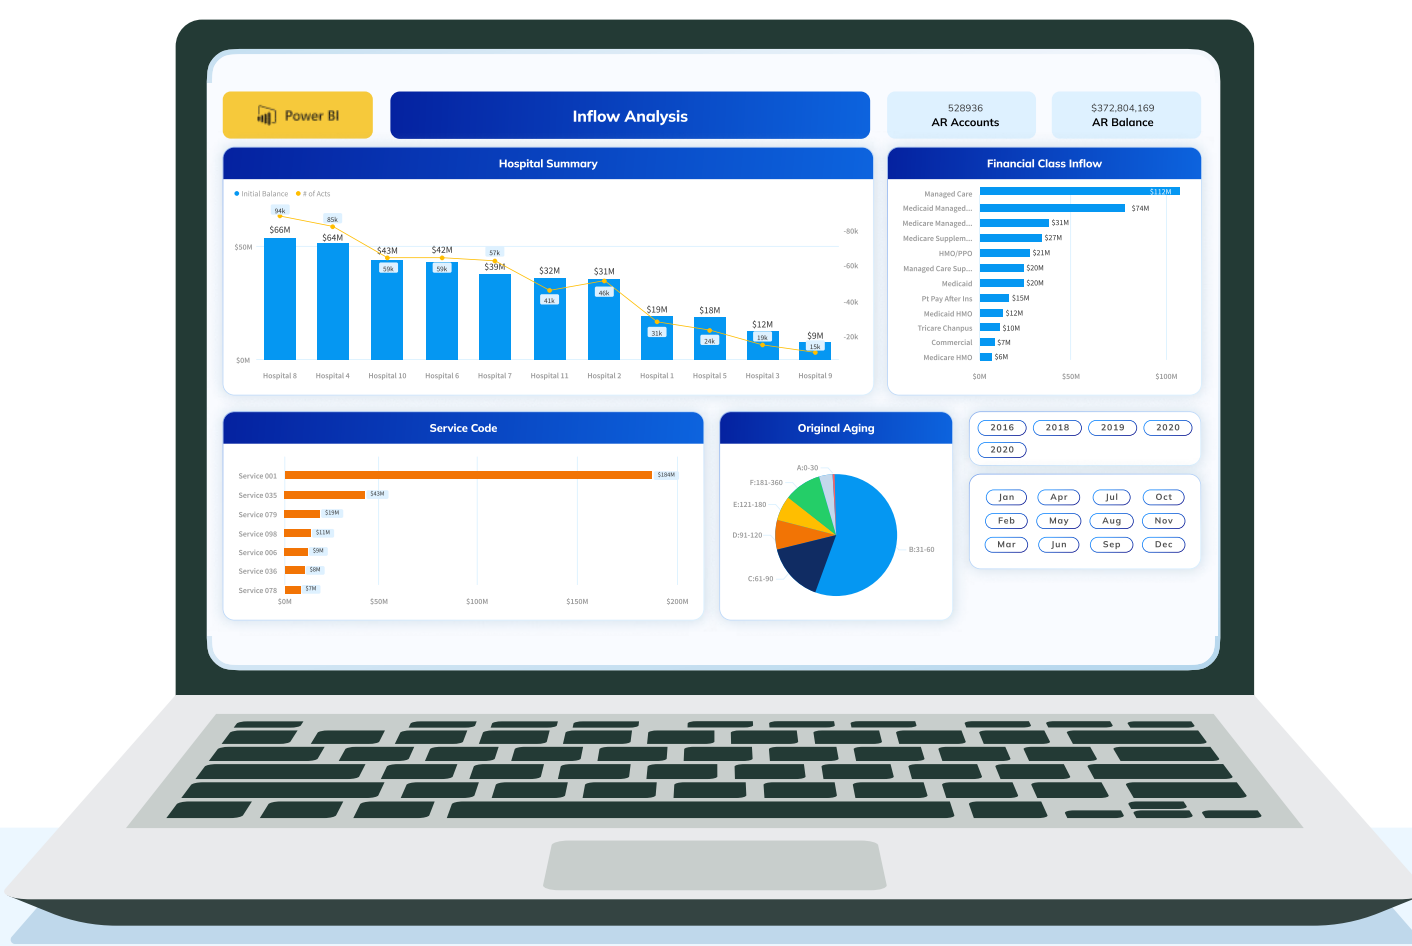 Power BI
Inflow Analysis
528936
AR Accounts
$372,804,169
AR Balance
Hospital Summary
Initial Balance # of Acts
94k
85k
$66M
$64M
$43M
$42M
57k
$39M
$32M
$31M
$50M
59k
59k
41k
46k
$19M
$18M
$12M
$9M
31k
24k
19k
15k
-80k
-60k
-40k
-20k
$0M
Hospital 8 Hospital 4 Hospital 10 Hospital 6 Hospital 7 Hospital 11 Hospital 2 Hospital 1 Hospital 5 Hospital 3 Hospital 9
Financial Class Inflow
Managed Care $112M
Medicaid Managed... $74M
Medicare Managed... $31M
Medicare Supplem... $27M
HMO/PPO $21M
Managed Care Sup... $20M
Medicaid $20M
Pt Pay After Ins $15M
Medicaid HMO $12M
Tricare Chanpus $10M
Commercial $7M
Medicare HMO $6M
$0M $50M $100M
Service Code
Service 001 $184M
Service 035 $43M
Service 079 $19M
Service 098 $11M
Service 006 $9M
Service 036 $8M
Service 078 $7M
$0M $50M $100M $150M $200M
Original Aging
A:0-30
F:181-360
E:121-180
D:91-120
B:31-60
C:61-90
2016 2018 2019 2020
2020
Jan Apr Jul Oct
Feb May Aug Nov
Mar Jun Sep Dec